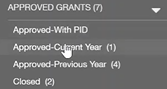 APPROVED GRANTS (7)
Approved-With PID
Approved-Current Year (1)
Approved-Previous Year (4)
Closed (2)